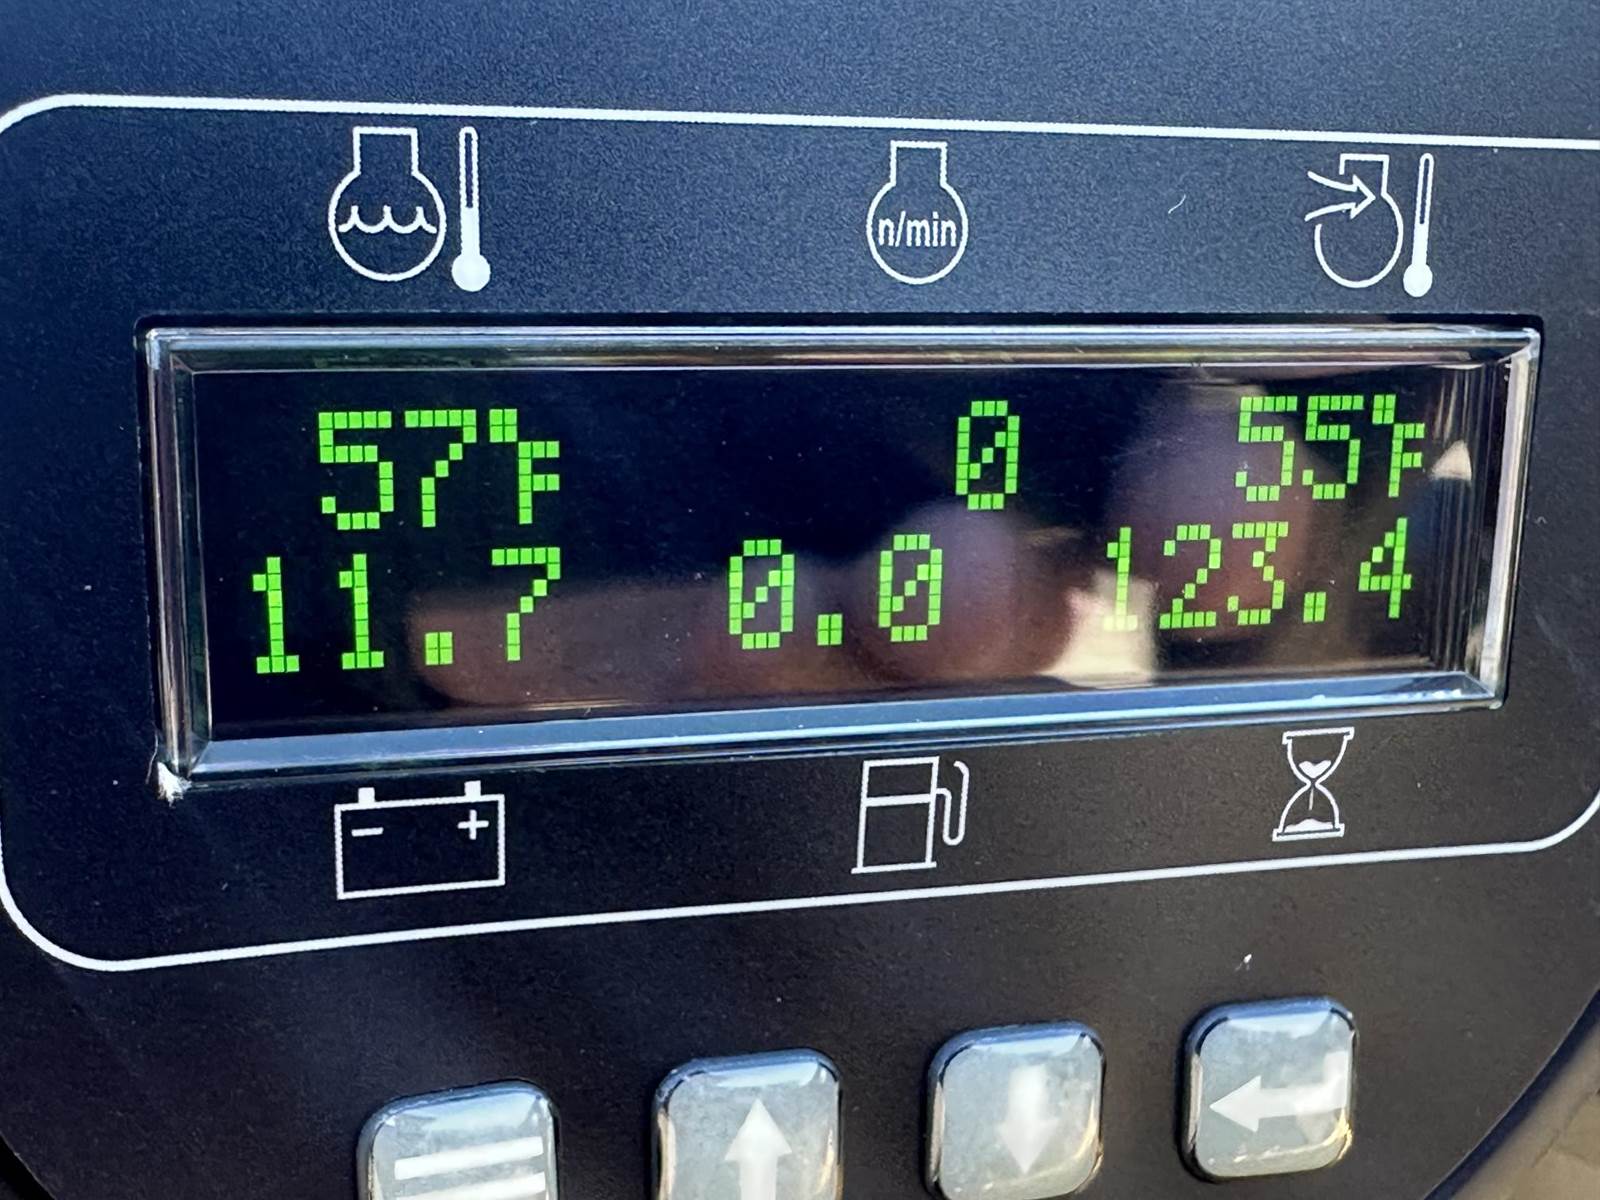 n/min
57°F 0 55°F
11.7 0.0 123.4
- +